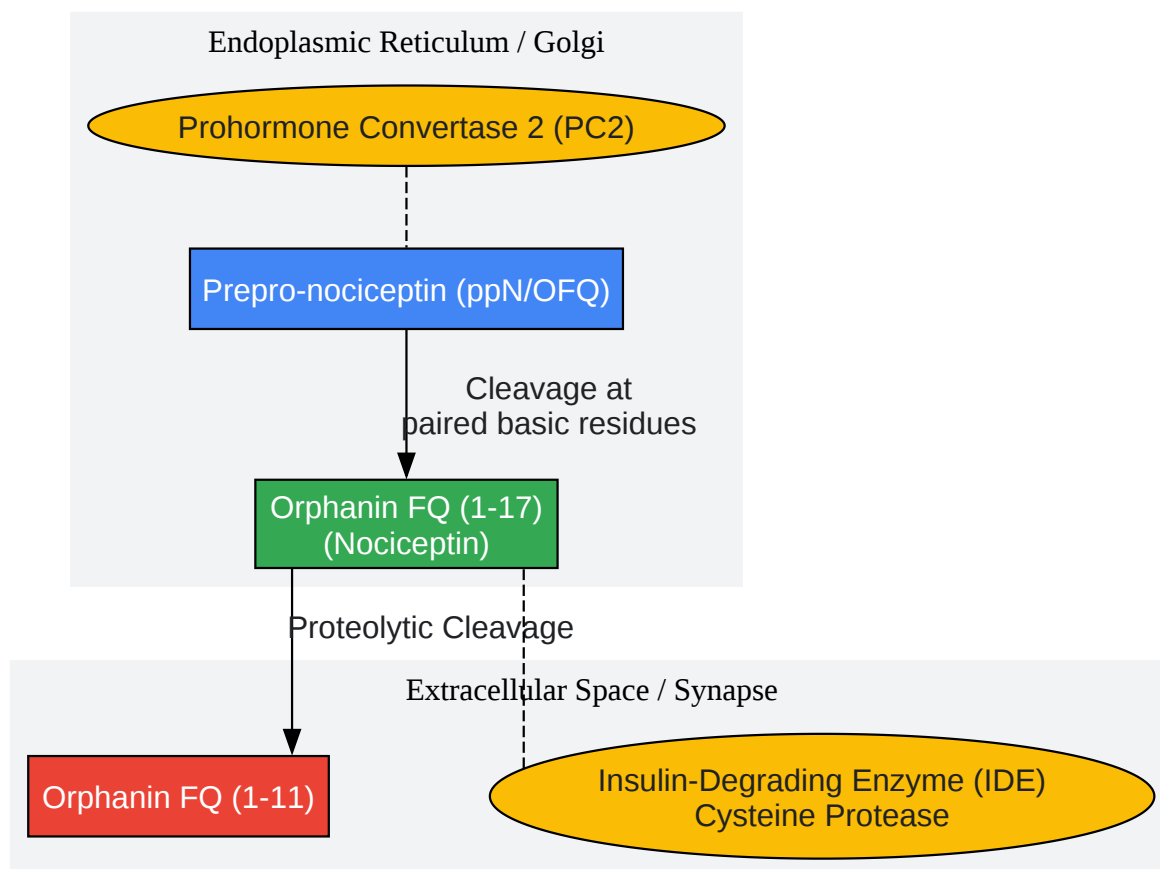 Endoplasmic Reticulum / Golgi
Prohormone Convertase 2 (PC2)
Prepro-nociceptin (ppN/OFQ)
Cleavage at
paired basic residues
Orphanin FQ (1-17)
(Nociceptin)
Proteolytic Cleavage
Extracellular Space / Synapse
Orphanin FQ (1-11)
Insulin-Degrading Enzyme (IDE)
Cysteine Protease